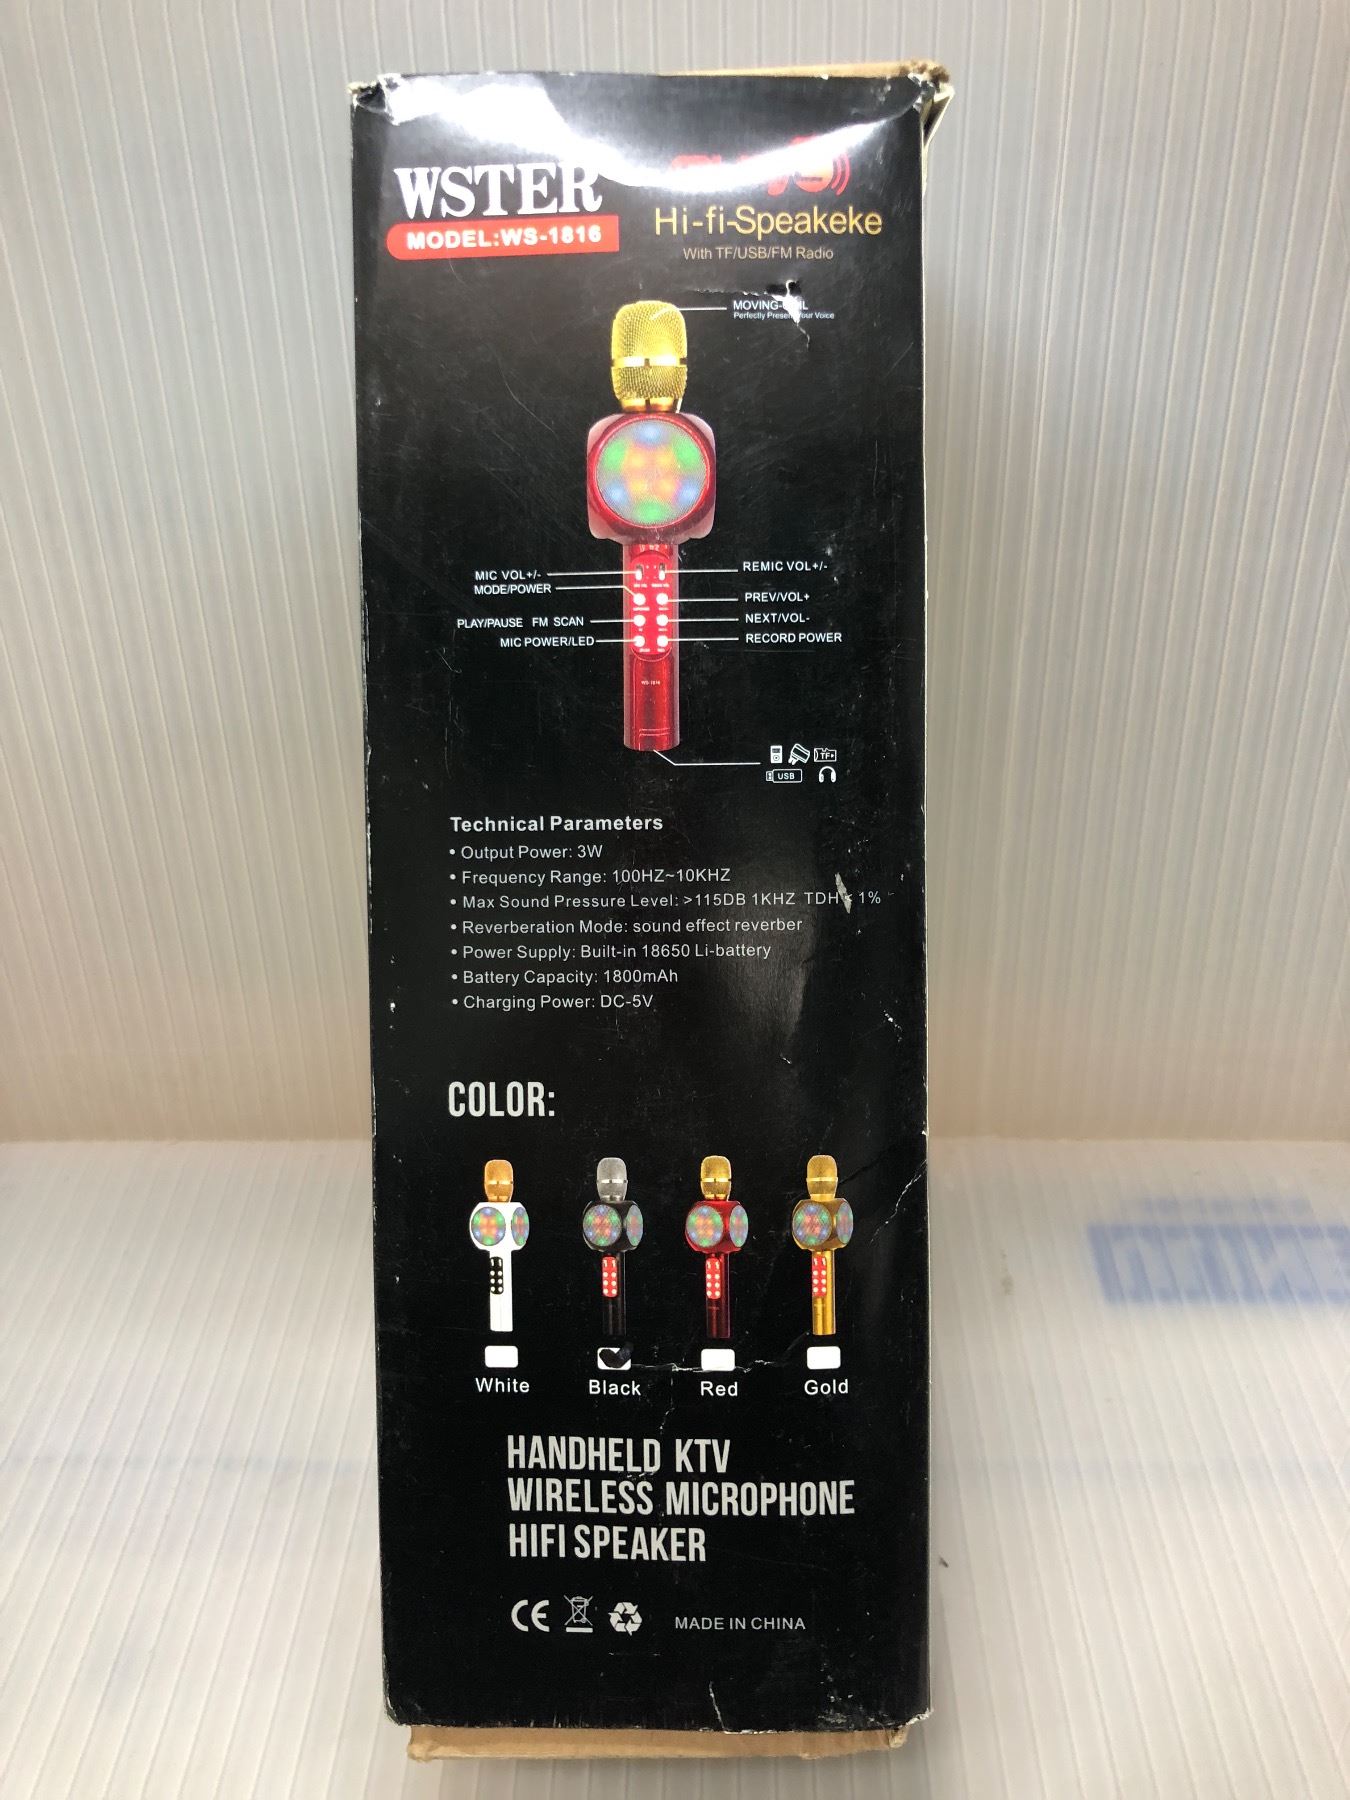 WSTER
MODEL:WS-1816
Hi-fi-Speakeke
With TF/USB/FM Radio
Perfectly Your Voice
MIC VOL+/-
REMIC VOL+/-
MODE/POWER
PREV/VOL+
PLAY/PAUSE FM SCAN
NEXT/VOL-
MIC POWER/LED
RECORD POWER
WS-1816
TF
USB
Technical Parameters
• Output Power: 3W
• Frequency Range: 100HZ~10KHZ
• Max Sound Pressure Level: >115DB 1KHZ TDH < 1%
• Reverberation Mode: sound effect reverber
• Power Supply: Built-in 18650 Li-battery
• Battery Capacity: 1800mAh
• Charging Power: DC-5V
COLOR:
White
Black
Red
Gold
HANDHELD KTV
WIRELESS MICROPHONE
HIFI SPEAKER
CE
MADE IN CHINA